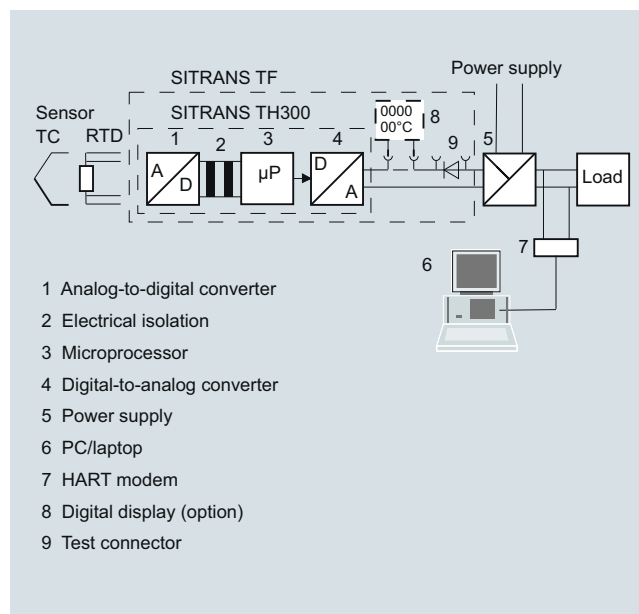 SITRANS TF
Power supply
Sensor
SITRANS TH300
0000
00°C
8
TC
RTD
1
2
3
4
9
5
A
D
µP
D
A
Load
7
6
1 Analog-to-digital converter
2 Electrical isolation
3 Microprocessor
4 Digital-to-analog converter
5 Power supply
6 PC/laptop
7 HART modem
8 Digital display (option)
9 Test connector